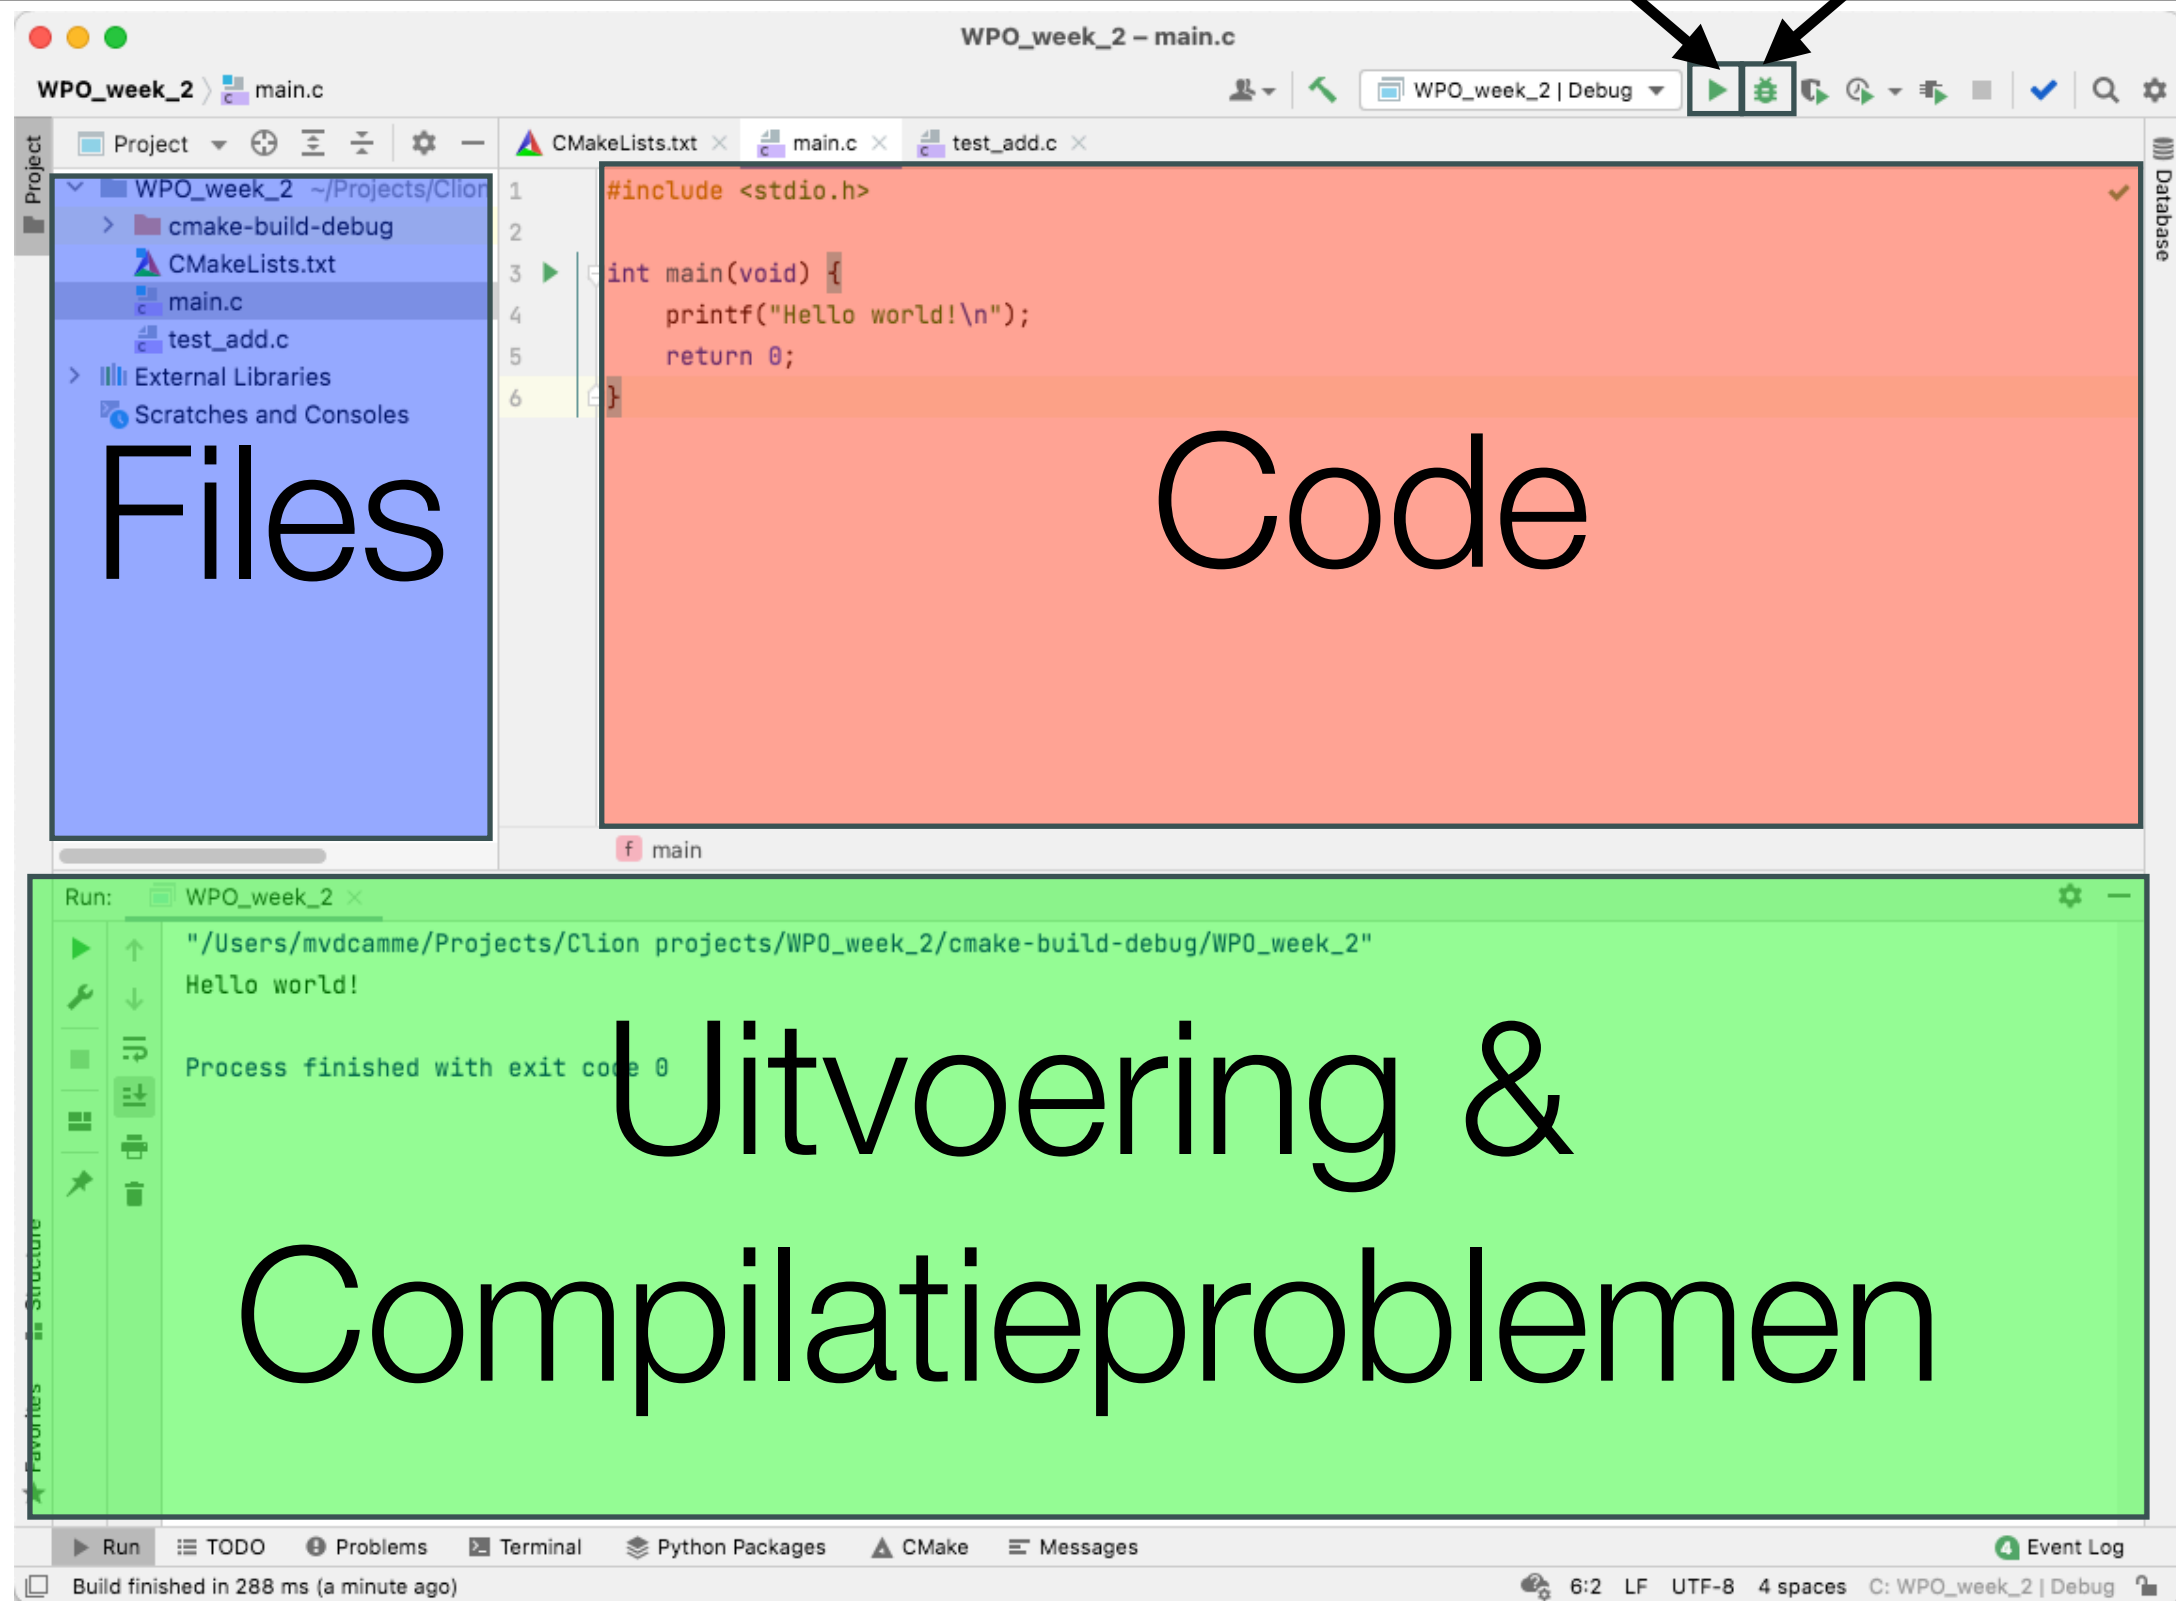 WPO_week_2 – main.c
WPO_week_2 main.c
WPO_week_2 | Debug
Project
Project
CMakeLists.txt
main.c
test_add.c
Database
WPO_week_2 ~/Projects/Clion
cmake-build-debug
CMakeLists.txt
main.c
test_add.c
External Libraries
Scratches and Consoles
Files
1 #include <stdio.h>
2
3 int main(void) {
4 printf("Hello world!\n");
5 return 0;
6 }
Code
f main
Run: WPO_week_2
"/Users/mvdcamme/Projects/Clion projects/WPO_week_2/cmake-build-debug/WPO_week_2"
Hello world!
Process finished with exit code 0
Uitvoering &
Compilatieproblemen
Structure
Favorites
Run TODO Problems Terminal Python Packages CMake Messages 4 Event Log
Build finished in 288 ms (a minute ago) 6:2 LF UTF-8 4 spaces C: WPO_week_2 | Debug